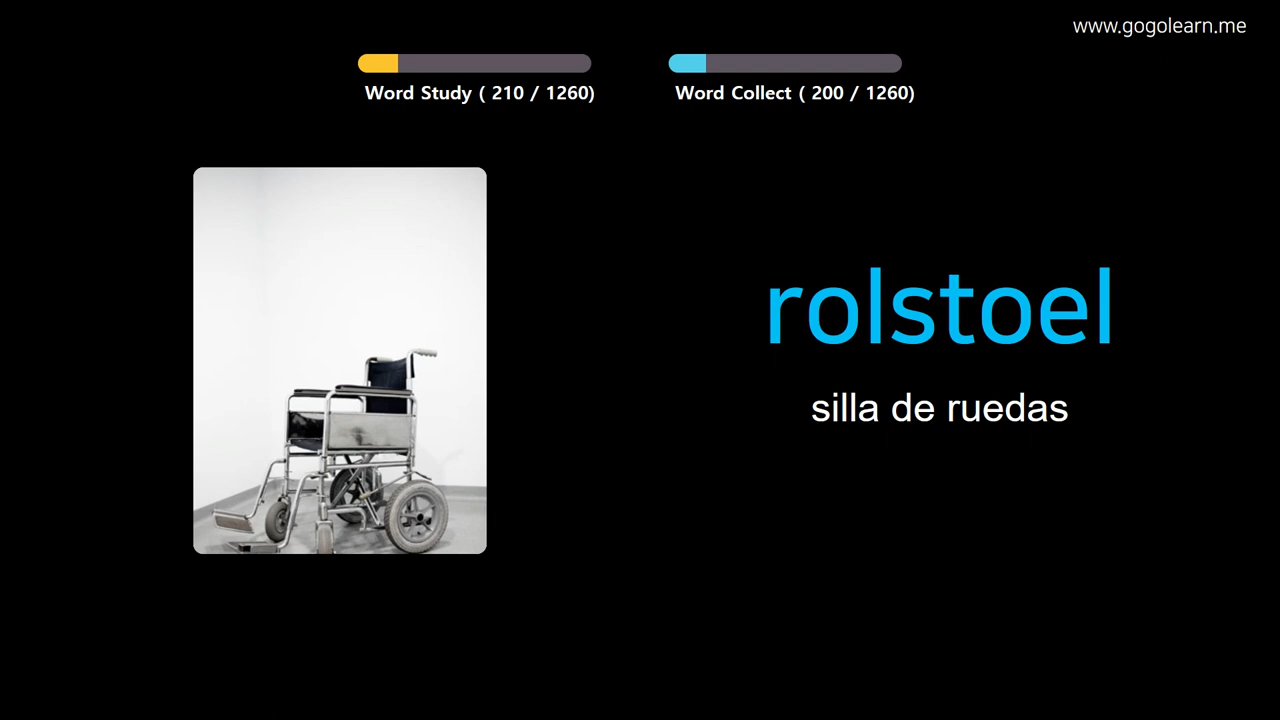 www.gogolearn.me
Word Study ( 210 / 1260)
Word Collect ( 200 / 1260)
rolstoel
silla de ruedas